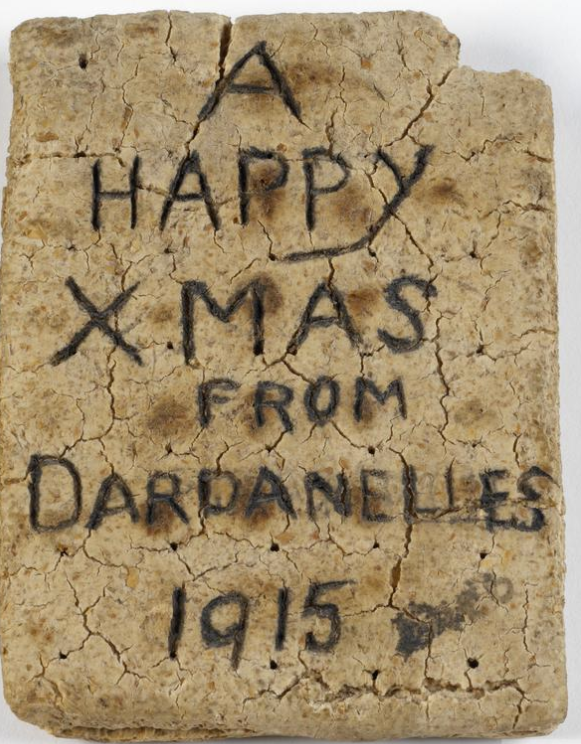 A
HAPPY
XMAS
FROM
DARDANELLES
1915